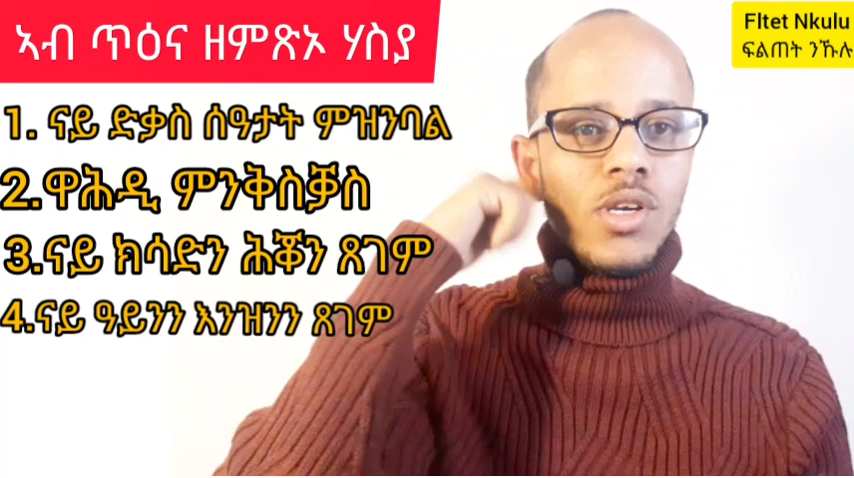 ኣብ ጥዕና ዘምጽኦ ሃስያ
Fltet Nkulu
ፍልጠት ንኹሉ
1. ናይ ድቃስ ሰዓታት ምዝንባል
2.ዋሕዲ ምንቅስቓስ
3.ናይ ክሳድን ሕቖን ጸገም
4.ናይ ዓይንን እንዝንን ጸገም